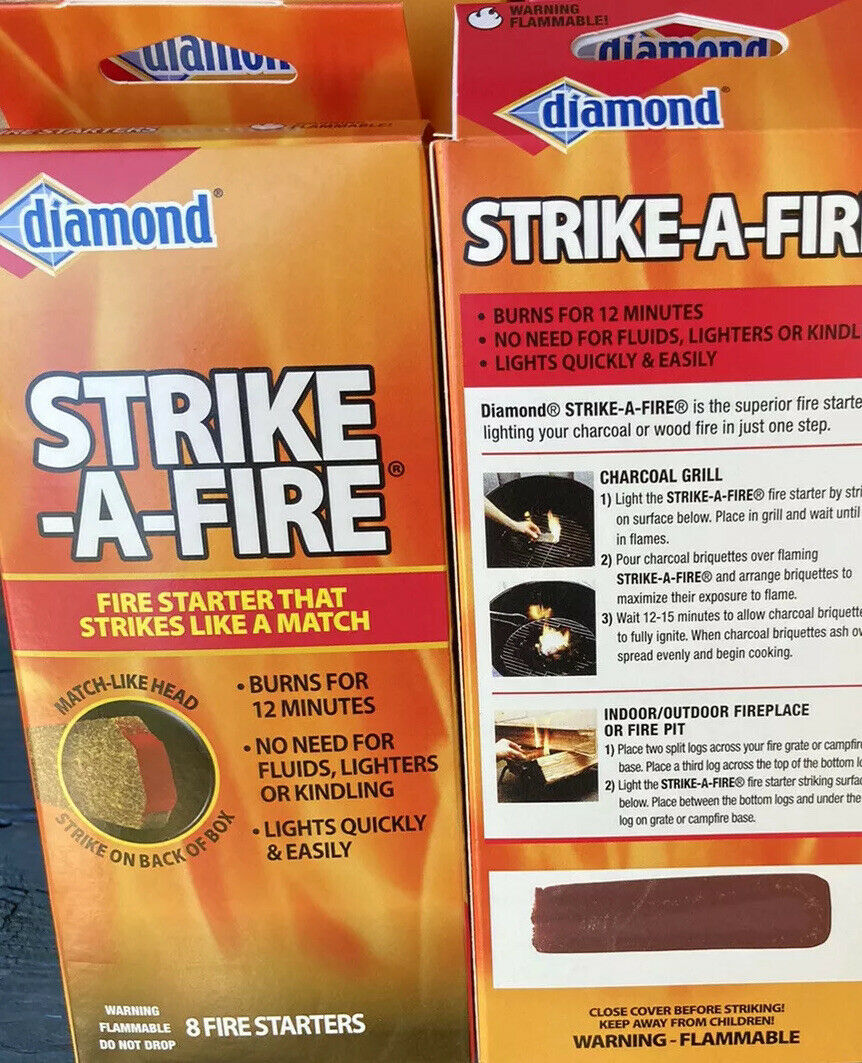 diamond
FIRE STARTERS
FLAMMABLE!
diamond®
STRIKE
-A-FIRE®
FIRE STARTER THAT
STRIKES LIKE A MATCH
MATCH-LIKE HEAD
STRIKE ON BACK OF BOX
• BURNS FOR
12 MINUTES
• NO NEED FOR
FLUIDS, LIGHTERS
OR KINDLING
• LIGHTS QUICKLY
& EASILY
WARNING
FLAMMABLE
DO NOT DROP
8 FIRE STARTERS
WARNING
FLAMMABLE!
diamond
diamond®
STRIKE-A-FIR
• BURNS FOR 12 MINUTES
• NO NEED FOR FLUIDS, LIGHTERS OR KINDL
• LIGHTS QUICKLY & EASILY
Diamond® STRIKE-A-FIRE® is the superior fire starte
lighting your charcoal or wood fire in just one step.
CHARCOAL GRILL
1) Light the STRIKE-A-FIRE® fire starter by stri
on surface below. Place in grill and wait until
in flames.
2) Pour charcoal briquettes over flaming
STRIKE-A-FIRE® and arrange briquettes to
maximize their exposure to flame.
3) Wait 12-15 minutes to allow charcoal briquette
to fully ignite. When charcoal briquettes ash ov
spread evenly and begin cooking.
INDOOR/OUTDOOR FIREPLACE
OR FIRE PIT
1) Place two split logs across your fire grate or campfir
base. Place a third log across the top of the bottom lo
2) Light the STRIKE-A-FIRE® fire starter striking surfac
below. Place between the bottom logs and under the
log on grate or campfire base.
CLOSE COVER BEFORE STRIKING!
KEEP AWAY FROM CHILDREN!
WARNING - FLAMMABLE